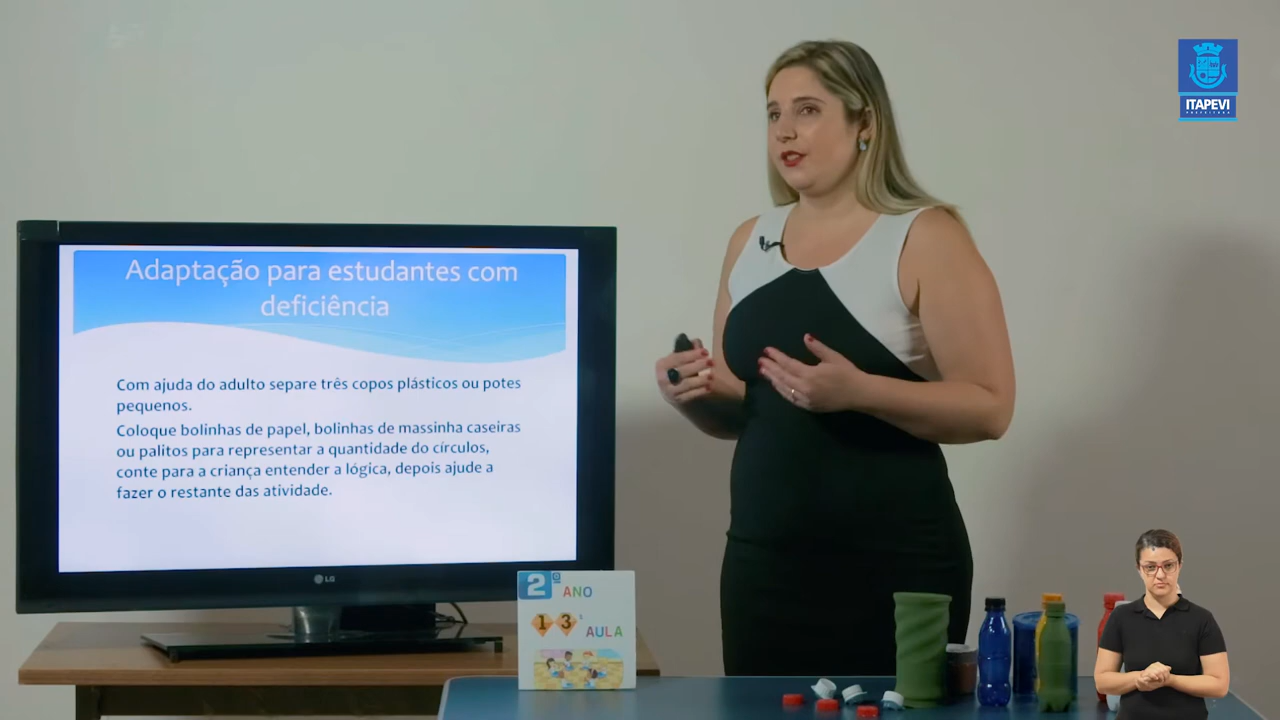 ITAPEVI
PREFEITURA
Adaptação para estudantes com
deficiência
Com ajuda do adulto separe três copos plásticos ou potes
pequenos.
Coloque bolinhas de papel, bolinhas de massinha caseiras
ou palitos para representar a quantidade do círculos,
conte para a criança entender a lógica, depois ajude a
fazer o restante das atividade.
LG
2º ANO
13ª AULA